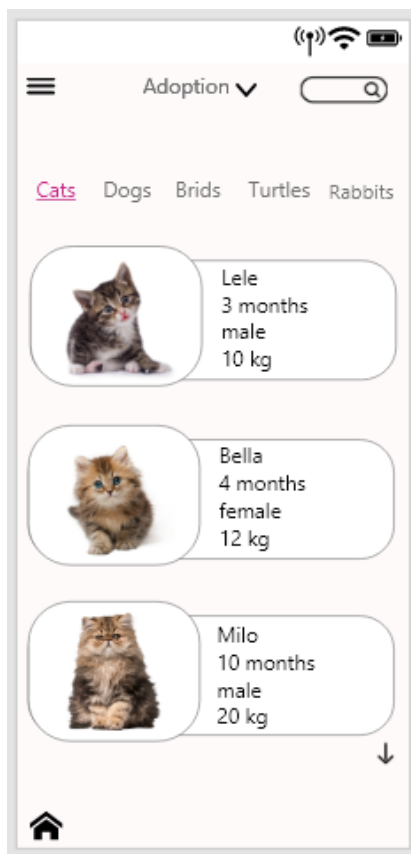 Adoption
Cats Dogs Brids Turtles Rabbits
Lele
3 months
male
10 kg
Bella
4 months
female
12 kg
Milo
10 months
male
20 kg